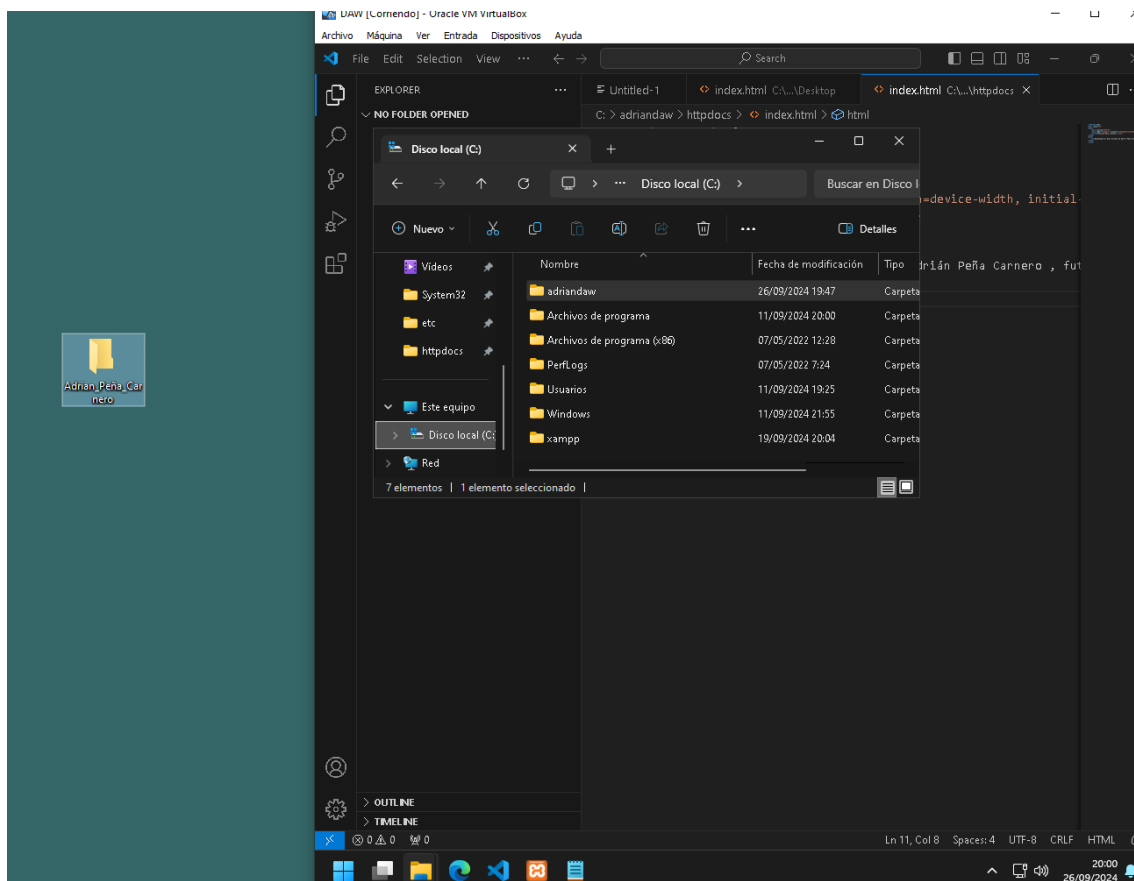 Adrian_Peña_Car
nero
DAW [Corriendo] - Oracle VM VirtualBox
Archivo Máquina Ver Entrada Dispositivos Ayuda
File Edit Selection View ··· Search
EXPLORER ···
Untitled-1 index.html C:\...\Desktop index.html C:\...\httpdocs
NO FOLDER OPENED
C: > adriandaw > httpdocs > index.html > html
Disco local (C:)
··· Disco local (C:) > Buscar en Disco l
=device-width, initial-
Nuevo ··· Detalles
Nombre Fecha de modificación Tipo
Vídeos
System32
etc
httpdocs
Este equipo
Disco local (C:
Red
adriandaw 26/09/2024 19:47 Carpeta
Archivos de programa 11/09/2024 20:00 Carpeta
Archivos de programa (x86) 07/05/2022 12:28 Carpeta
PerfLogs 07/05/2022 7:24 Carpeta
Usuarios 11/09/2024 19:25 Carpeta
Windows 11/09/2024 21:55 Carpeta
xampp 19/09/2024 20:04 Carpeta
drián Peña Carnero , fut
7 elementos | 1 elemento seleccionado |
OUTLINE
TIMELINE
0 0 0 Ln 11, Col 8 Spaces: 4 UTF-8 CRLF HTML
20:00
26/09/2024